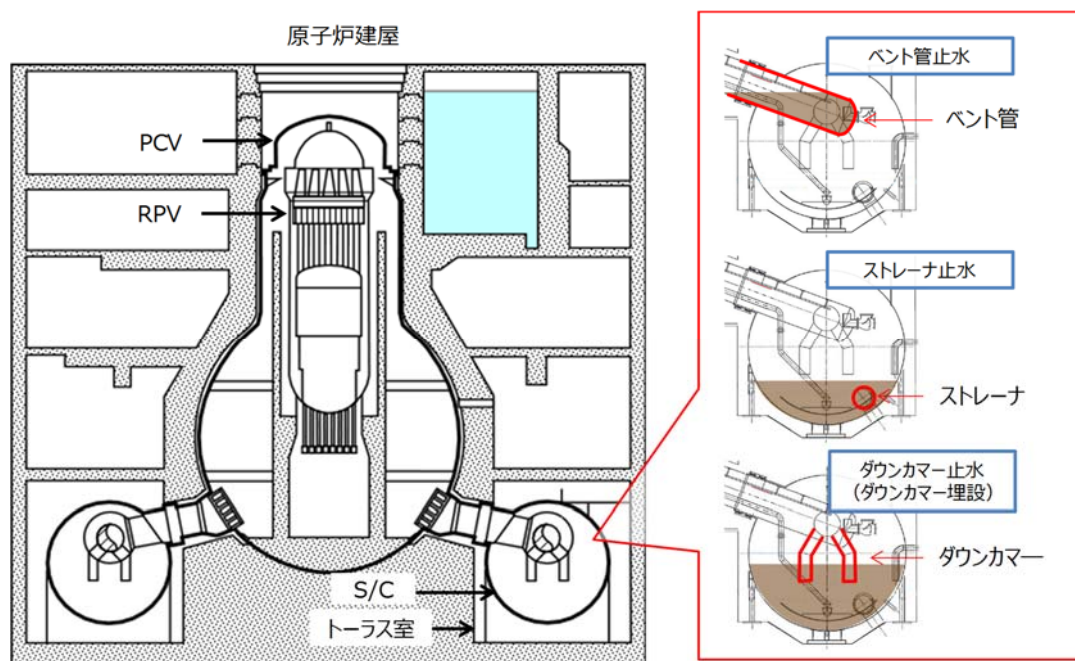 原子炉建屋
PCV
RPV
S/C
トーラス室
ベント管止水
ベント管
ストレーナ止水
ストレーナ
ダウンカマー止水
(ダウンカマー埋設)
ダウンカマー